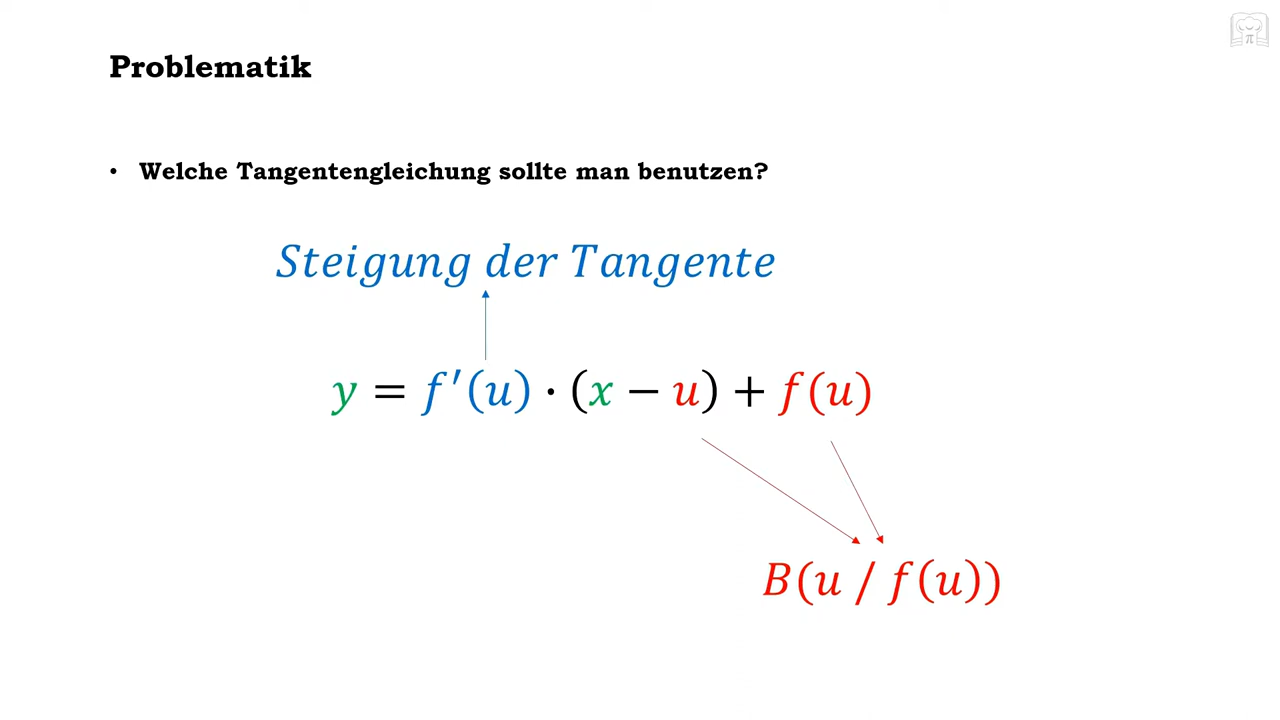 Problematik
• Welche Tangentengleichung sollte man benutzen?
Steigung der Tangente
y = f′(u) · (x − u) + f(u)
B(u / f(u))
π